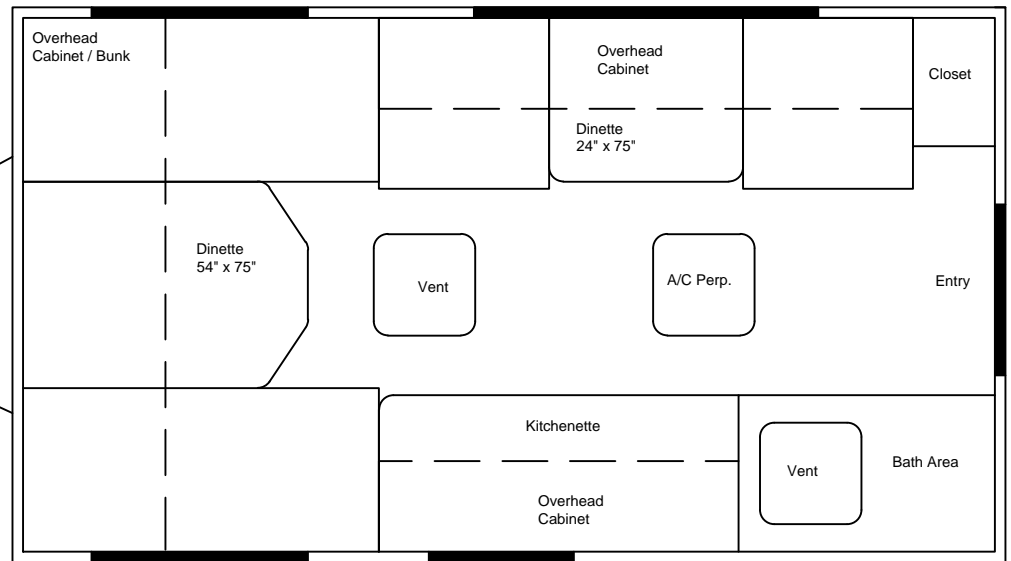 Overhead
Cabinet / Bunk
Overhead
Cabinet
Closet
Dinette
24" x 75"
Dinette
54" x 75"
Vent
A/C Perp.
Entry
Kitchenette
Overhead
Cabinet
Vent
Bath Area